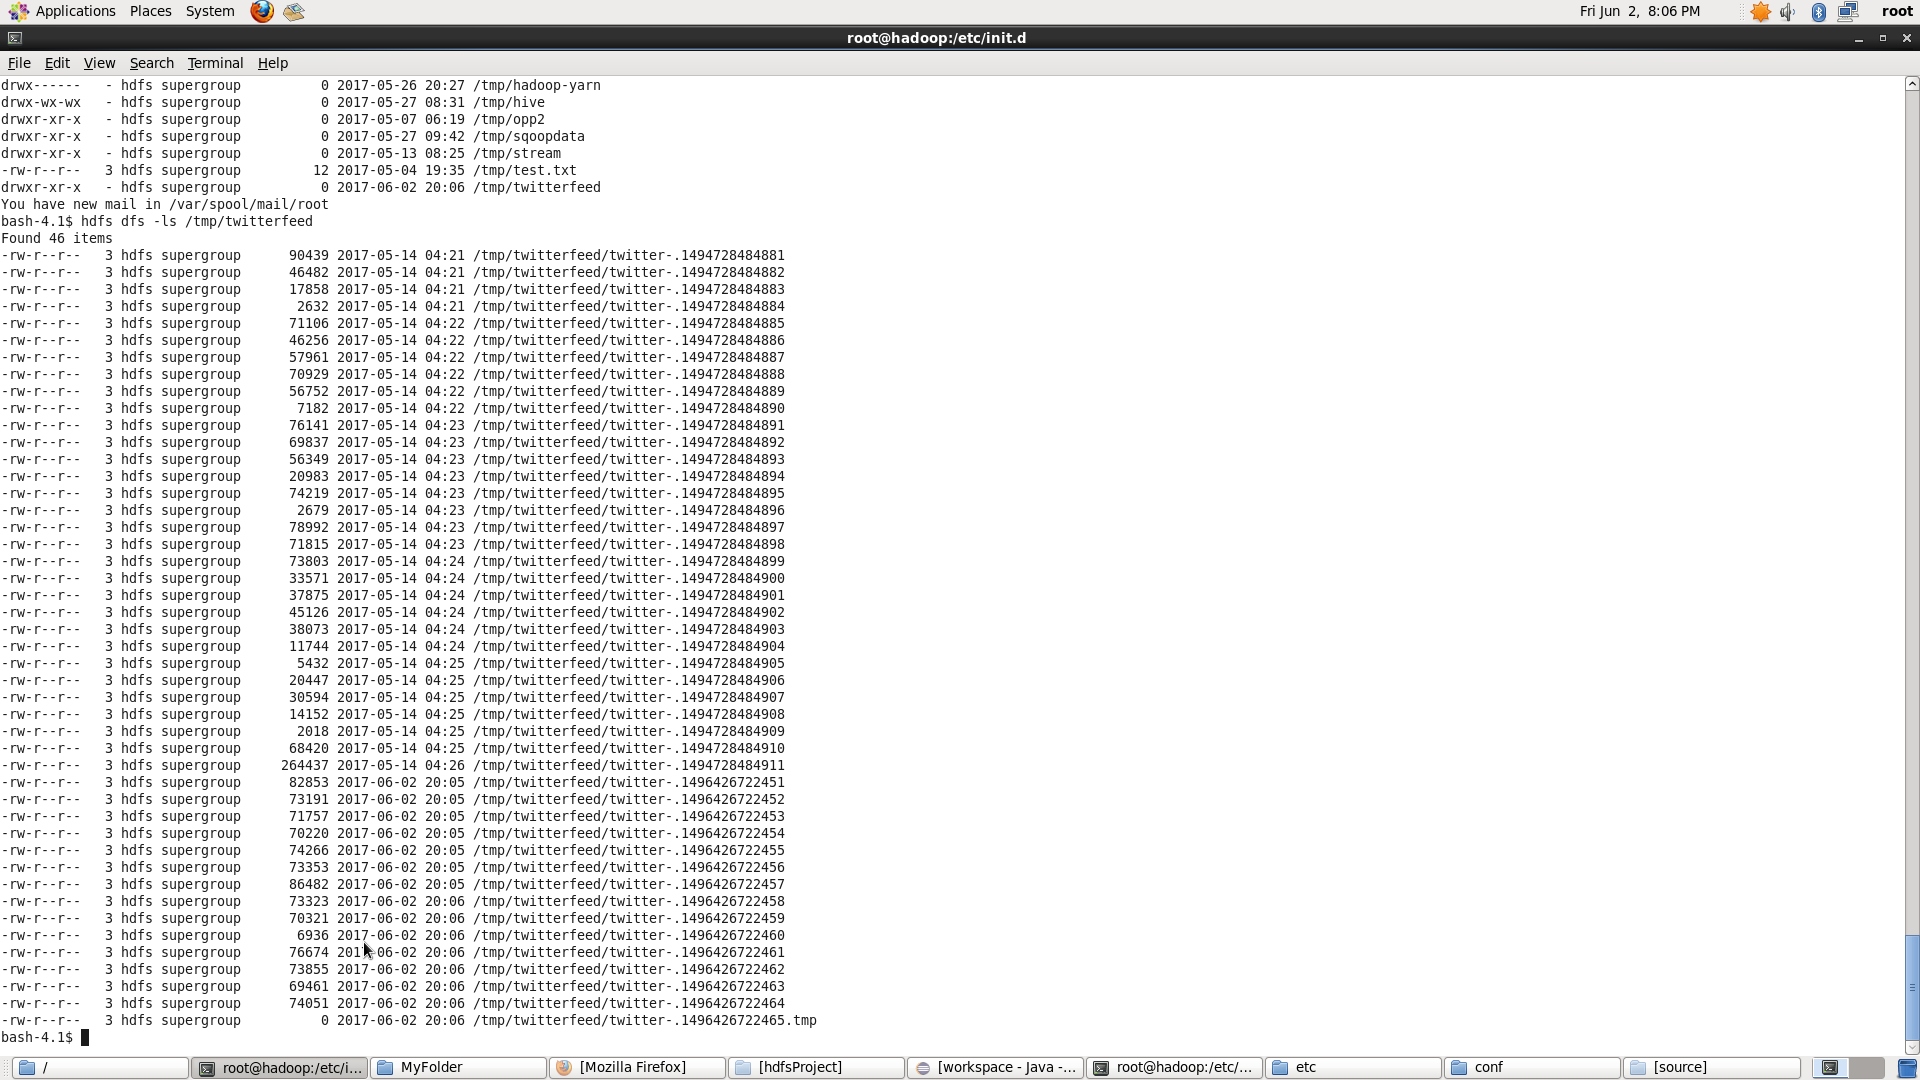 Applications Places System Fri Jun 2, 8:06 PM root
root@hadoop:/etc/init.d
File Edit View Search Terminal Help
drwx------   - hdfs supergroup          0 2017-05-26 20:27 /tmp/hadoop-yarn
drwx-wx-wx   - hdfs supergroup          0 2017-05-27 08:31 /tmp/hive
drwxr-xr-x   - hdfs supergroup          0 2017-05-07 06:19 /tmp/opp2
drwxr-xr-x   - hdfs supergroup          0 2017-05-27 09:42 /tmp/sqoopdata
drwxr-xr-x   - hdfs supergroup          0 2017-05-13 08:25 /tmp/stream
-rw-r--r--   3 hdfs supergroup         12 2017-05-04 19:35 /tmp/test.txt
drwxr-xr-x   - hdfs supergroup          0 2017-06-02 20:06 /tmp/twitterfeed
You have new mail in /var/spool/mail/root
bash-4.1$ hdfs dfs -ls /tmp/twitterfeed
Found 46 items
-rw-r--r--   3 hdfs supergroup      90439 2017-05-14 04:21 /tmp/twitterfeed/twitter-.1494728484881
-rw-r--r--   3 hdfs supergroup      46482 2017-05-14 04:21 /tmp/twitterfeed/twitter-.1494728484882
-rw-r--r--   3 hdfs supergroup      17858 2017-05-14 04:21 /tmp/twitterfeed/twitter-.1494728484883
-rw-r--r--   3 hdfs supergroup       2632 2017-05-14 04:21 /tmp/twitterfeed/twitter-.1494728484884
-rw-r--r--   3 hdfs supergroup      71106 2017-05-14 04:22 /tmp/twitterfeed/twitter-.1494728484885
-rw-r--r--   3 hdfs supergroup      46256 2017-05-14 04:22 /tmp/twitterfeed/twitter-.1494728484886
-rw-r--r--   3 hdfs supergroup      57961 2017-05-14 04:22 /tmp/twitterfeed/twitter-.1494728484887
-rw-r--r--   3 hdfs supergroup      70929 2017-05-14 04:22 /tmp/twitterfeed/twitter-.1494728484888
-rw-r--r--   3 hdfs supergroup      56752 2017-05-14 04:22 /tmp/twitterfeed/twitter-.1494728484889
-rw-r--r--   3 hdfs supergroup       7182 2017-05-14 04:22 /tmp/twitterfeed/twitter-.1494728484890
-rw-r--r--   3 hdfs supergroup      76141 2017-05-14 04:23 /tmp/twitterfeed/twitter-.1494728484891
-rw-r--r--   3 hdfs supergroup      69837 2017-05-14 04:23 /tmp/twitterfeed/twitter-.1494728484892
-rw-r--r--   3 hdfs supergroup      56349 2017-05-14 04:23 /tmp/twitterfeed/twitter-.1494728484893
-rw-r--r--   3 hdfs supergroup      20983 2017-05-14 04:23 /tmp/twitterfeed/twitter-.1494728484894
-rw-r--r--   3 hdfs supergroup      74219 2017-05-14 04:23 /tmp/twitterfeed/twitter-.1494728484895
-rw-r--r--   3 hdfs supergroup       2679 2017-05-14 04:23 /tmp/twitterfeed/twitter-.1494728484896
-rw-r--r--   3 hdfs supergroup      78992 2017-05-14 04:23 /tmp/twitterfeed/twitter-.1494728484897
-rw-r--r--   3 hdfs supergroup      71815 2017-05-14 04:23 /tmp/twitterfeed/twitter-.1494728484898
-rw-r--r--   3 hdfs supergroup      73803 2017-05-14 04:24 /tmp/twitterfeed/twitter-.1494728484899
-rw-r--r--   3 hdfs supergroup      33571 2017-05-14 04:24 /tmp/twitterfeed/twitter-.1494728484900
-rw-r--r--   3 hdfs supergroup      37875 2017-05-14 04:24 /tmp/twitterfeed/twitter-.1494728484901
-rw-r--r--   3 hdfs supergroup      45126 2017-05-14 04:24 /tmp/twitterfeed/twitter-.1494728484902
-rw-r--r--   3 hdfs supergroup      38073 2017-05-14 04:24 /tmp/twitterfeed/twitter-.1494728484903
-rw-r--r--   3 hdfs supergroup      11744 2017-05-14 04:24 /tmp/twitterfeed/twitter-.1494728484904
-rw-r--r--   3 hdfs supergroup       5432 2017-05-14 04:25 /tmp/twitterfeed/twitter-.1494728484905
-rw-r--r--   3 hdfs supergroup      20447 2017-05-14 04:25 /tmp/twitterfeed/twitter-.1494728484906
-rw-r--r--   3 hdfs supergroup      30594 2017-05-14 04:25 /tmp/twitterfeed/twitter-.1494728484907
-rw-r--r--   3 hdfs supergroup      14152 2017-05-14 04:25 /tmp/twitterfeed/twitter-.1494728484908
-rw-r--r--   3 hdfs supergroup       2018 2017-05-14 04:25 /tmp/twitterfeed/twitter-.1494728484909
-rw-r--r--   3 hdfs supergroup      68420 2017-05-14 04:25 /tmp/twitterfeed/twitter-.1494728484910
-rw-r--r--   3 hdfs supergroup     264437 2017-05-14 04:26 /tmp/twitterfeed/twitter-.1494728484911
-rw-r--r--   3 hdfs supergroup      82853 2017-06-02 20:05 /tmp/twitterfeed/twitter-.1496426722451
-rw-r--r--   3 hdfs supergroup      73191 2017-06-02 20:05 /tmp/twitterfeed/twitter-.1496426722452
-rw-r--r--   3 hdfs supergroup      71757 2017-06-02 20:05 /tmp/twitterfeed/twitter-.1496426722453
-rw-r--r--   3 hdfs supergroup      70220 2017-06-02 20:05 /tmp/twitterfeed/twitter-.1496426722454
-rw-r--r--   3 hdfs supergroup      74266 2017-06-02 20:05 /tmp/twitterfeed/twitter-.1496426722455
-rw-r--r--   3 hdfs supergroup      73353 2017-06-02 20:05 /tmp/twitterfeed/twitter-.1496426722456
-rw-r--r--   3 hdfs supergroup      86482 2017-06-02 20:05 /tmp/twitterfeed/twitter-.1496426722457
-rw-r--r--   3 hdfs supergroup      73323 2017-06-02 20:06 /tmp/twitterfeed/twitter-.1496426722458
-rw-r--r--   3 hdfs supergroup      70321 2017-06-02 20:06 /tmp/twitterfeed/twitter-.1496426722459
-rw-r--r--   3 hdfs supergroup       6936 2017-06-02 20:06 /tmp/twitterfeed/twitter-.1496426722460
-rw-r--r--   3 hdfs supergroup      76674 2017-06-02 20:06 /tmp/twitterfeed/twitter-.1496426722461
-rw-r--r--   3 hdfs supergroup      73855 2017-06-02 20:06 /tmp/twitterfeed/twitter-.1496426722462
-rw-r--r--   3 hdfs supergroup      69461 2017-06-02 20:06 /tmp/twitterfeed/twitter-.1496426722463
-rw-r--r--   3 hdfs supergroup      74051 2017-06-02 20:06 /tmp/twitterfeed/twitter-.1496426722464
-rw-r--r--   3 hdfs supergroup          0 2017-06-02 20:06 /tmp/twitterfeed/twitter-.1496426722465.tmp
bash-4.1$
/ root@hadoop:/etc/i... MyFolder [Mozilla Firefox] [hdfsProject] [workspace - Java -... root@hadoop:/etc/... etc conf [source]